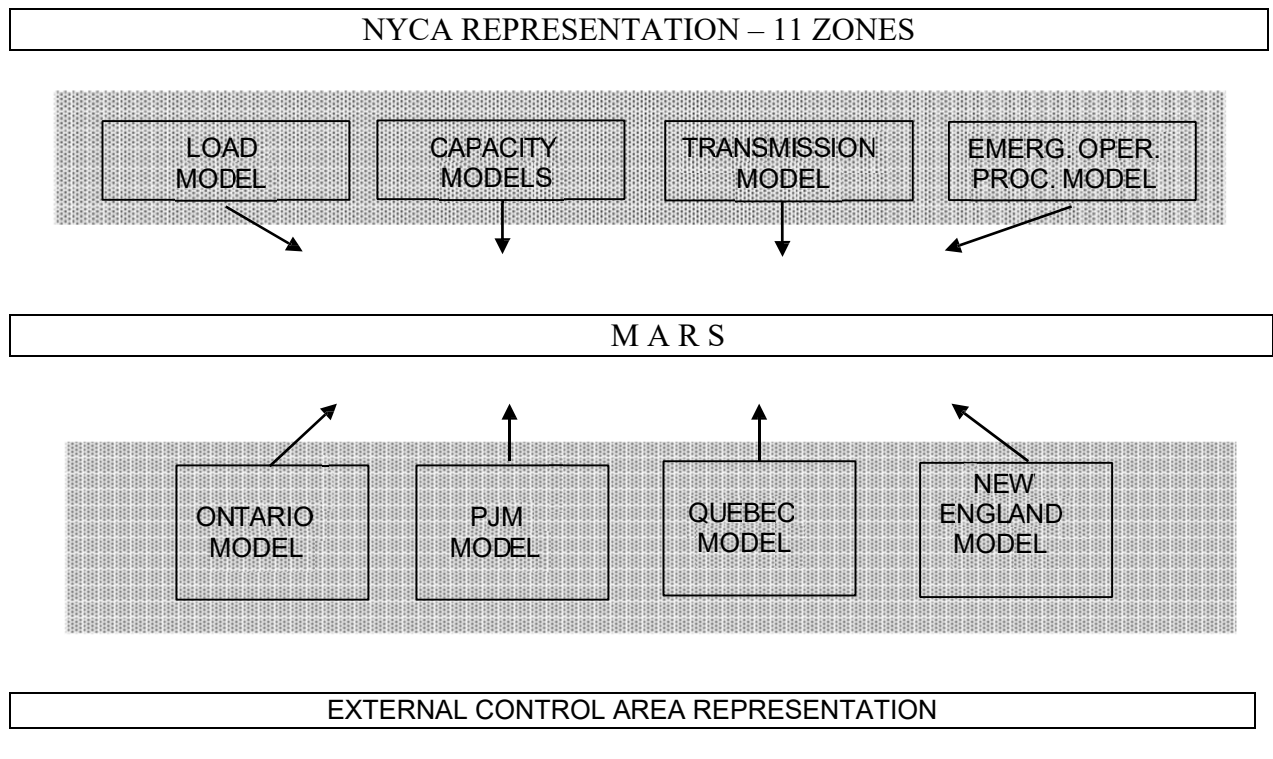 NYCA REPRESENTATION – 11 ZONES
LOAD
MODEL
CAPACITY
MODELS
TRANSMISSION
MODEL
EMERG. OPER.
PROC. MODEL
M A R S
ONTARIO
MODEL
PJM
MODEL
QUEBEC
MODEL
NEW
ENGLAND
MODEL
EXTERNAL CONTROL AREA REPRESENTATION